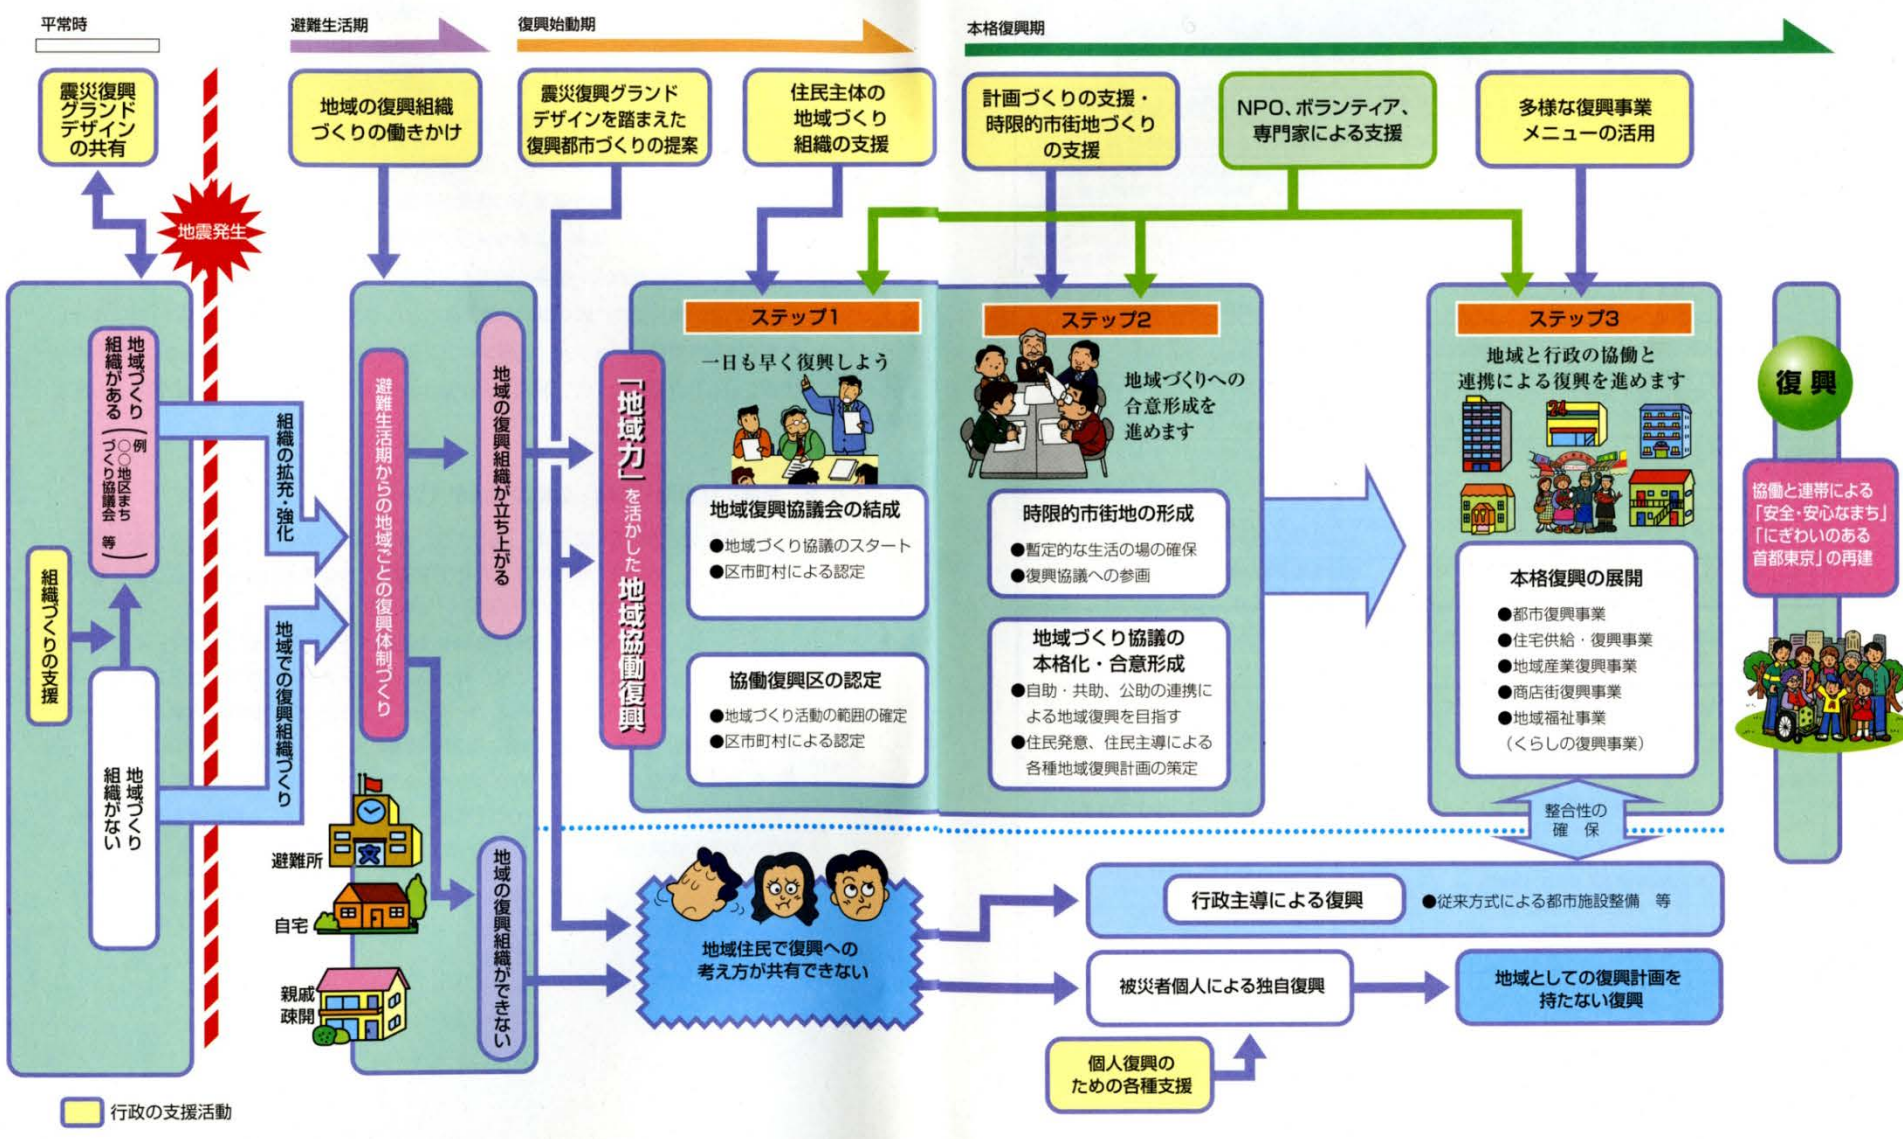 平常時
避難生活期
復興始動期
本格復興期
震災復興
グランド
デザイン
の共有
地域の復興組織
づくりの働きかけ
震災復興グランド
デザインを踏まえた
復興都市づくりの提案
住民主体の
地域づくり
組織の支援
計画づくりの支援・
時限的市街地づくり
の支援
NPO、ボランティア、
専門家による支援
多様な復興事業
メニューの活用
地震発生
地域づくり
組織がある
(例
○○地区まち
づくり協議会 等)
組織づくりの支援
地域づくり
組織がない
組織の拡充・強化
地域での復興組織づくり
避難生活期からの地域ごとの復興体制づくり
地域の復興組織が立ち上がる
地域の復興組織ができない
避難所
文
自宅
親戚
疎開
「地域力」を活かした地域協働復興
ステップ1
一日も早く復興しよう
地域復興協議会の結成
●地域づくり協議のスタート
●区市町村による認定
協働復興区の認定
●地域づくり活動の範囲の確定
●区市町村による認定
ステップ2
地域づくりへの
合意形成を
進めます
時限的市街地の形成
●暫定的な生活の場の確保
●復興協議への参画
地域づくり協議の
本格化・合意形成
●自助・共助、公助の連携に
よる地域復興を目指す
●住民発意、住民主導による
各種地域復興計画の策定
ステップ3
地域と行政の協働と
連携による復興を進めます
24
本格復興の展開
●都市復興事業
●住宅供給・復興事業
●地域産業復興事業
●商店街復興事業
●地域福祉事業
（くらしの復興事業）
整合性の
確 保
復興
協働と連帯による
「安全・安心なまち」
「にぎわいのある
首都東京」の再建
地域住民で復興への
考え方が共有できない
行政主導による復興
●従来方式による都市施設整備 等
被災者個人による独自復興
地域としての復興計画を
持たない復興
個人復興の
ための各種支援
行政の支援活動